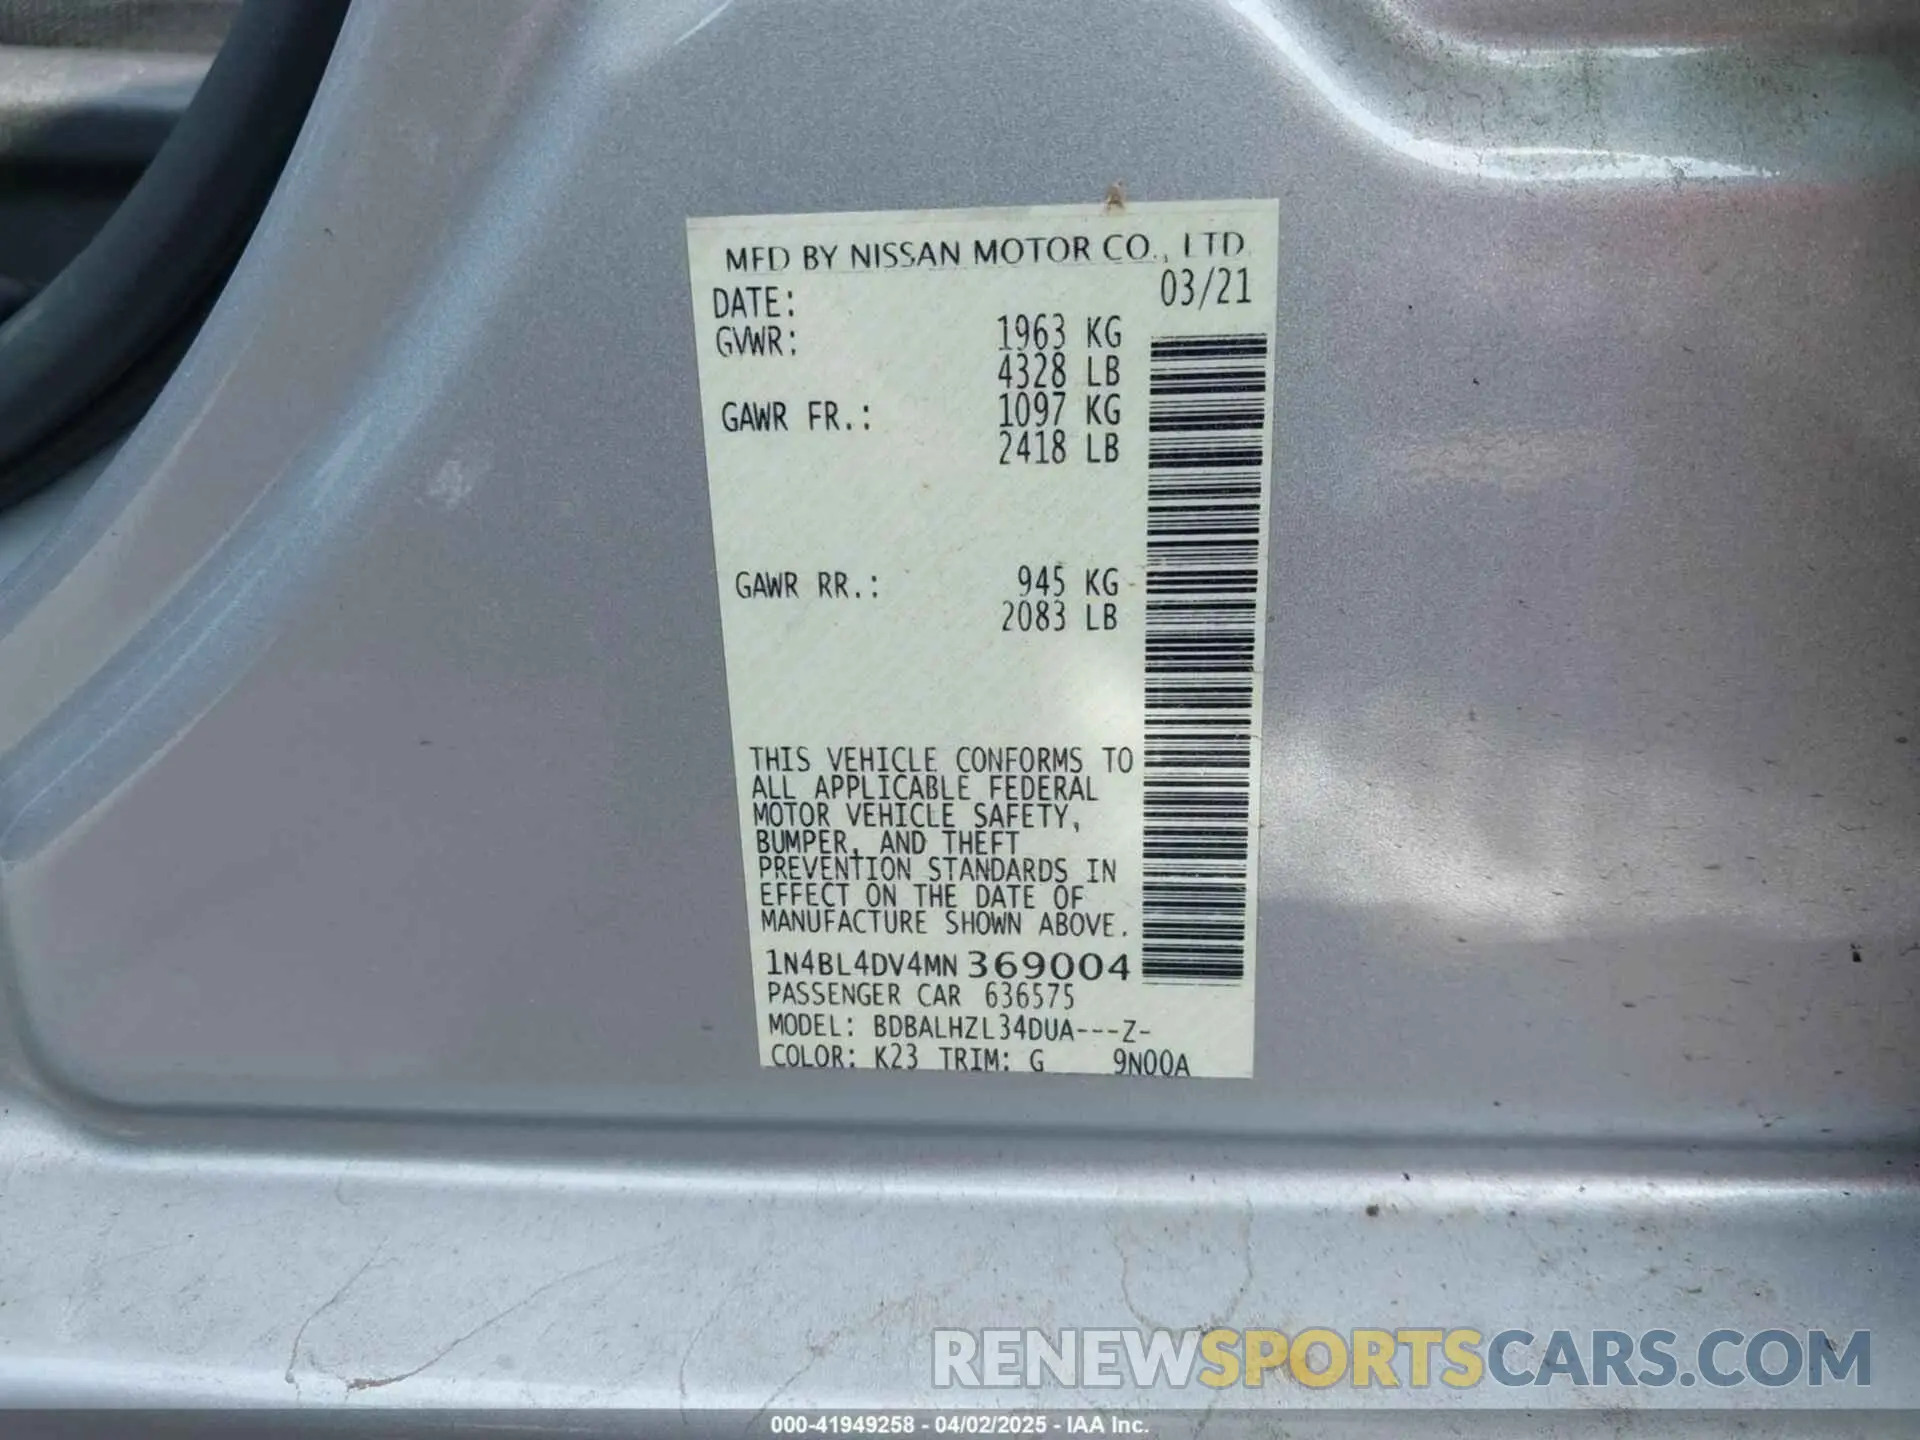 MFD BY NISSAN MOTOR CO., LTD.
DATE: 03/21
GVWR: 1963 KG
4328 LB
GAWR FR.: 1097 KG
2418 LB
GAWR RR.: 945 KG
2083 LB
THIS VEHICLE CONFORMS TO
ALL APPLICABLE FEDERAL
MOTOR VEHICLE SAFETY,
BUMPER, AND THEFT
PREVENTION STANDARDS IN
EFFECT ON THE DATE OF
MANUFACTURE SHOWN ABOVE.
1N4BL4DV4MN369004
PASSENGER CAR 636575
MODEL: BDBALHZL34DUA---Z-
COLOR: K23 TRIM: G 9N00A
RENEWSPORTSCARS.COM
000-41949258 - 04/02/2025 - IAA Inc.